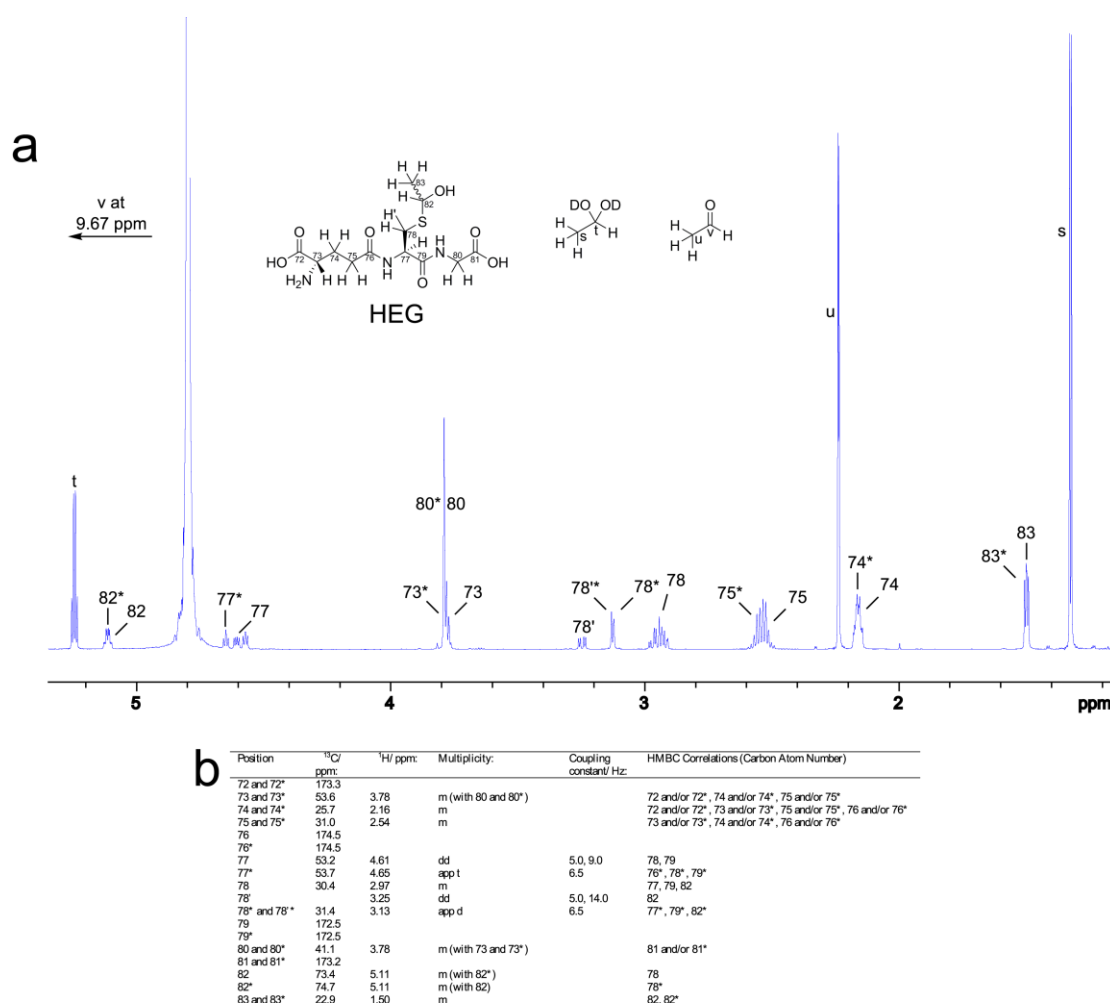 a
v at
9.67 ppm
H H
H 83 OH
H 82
H' S
O H H H 78 H H O O
HO 72 73 74 75 76 N 77 79 N 80 81 OH
H₂N H H H H O H H
HEG
DO OD
H s t H
H H
O
H u v H
H H
s
u
t
82*
82
77*
77
80* 80
73*
73
78'
78'*
78*
78
75*
75
74*
74
83*
83
5
4
3
2
ppm
b
Position ¹³C/ ppm: ¹H/ ppm: Multiplicity: Coupling constant/ Hz: HMBC Correlations (Carbon Atom Number)
72 and 72* 173.3
73 and 73* 53.6 3.78 m (with 80 and 80*) 72 and/or 72*, 74 and/or 74*, 75 and/or 75*
74 and 74* 25.7 2.16 m 72 and/or 72*, 73 and/or 73*, 75 and/or 75*, 76 and/or 76*
75 and 75* 31.0 2.54 m 73 and/or 73*, 74 and/or 74*, 76 and/or 76*
76 174.5
76* 174.5
77 53.2 4.61 dd 5.0, 9.0 78, 79
77* 53.7 4.65 app t 6.5 76*, 78*, 79*
78 30.4 2.97 m 77, 79, 82
78' 3.25 dd 5.0, 14.0 82
78* and 78'* 31.4 3.13 app d 6.5 77*, 79*, 82*
79 172.5
79* 172.5
80 and 80* 41.1 3.78 m (with 73 and 73*) 81 and/or 81*
81 and 81* 173.2
82 73.4 5.11 m (with 82*) 78
82* 74.7 5.11 m (with 82) 78*
83 and 83* 22.9 1.50 m 82, 82*